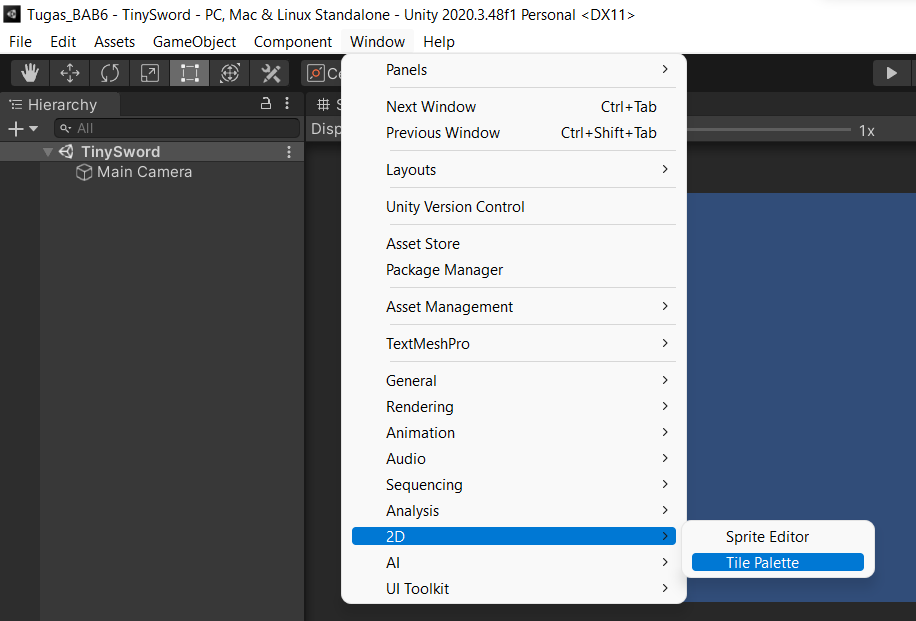 Tugas_BAB6 - TinySword - PC, Mac & Linux Standalone - Unity 2020.3.48f1 Personal <DX11>
File Edit Assets GameObject Component Window Help
Hierarchy
All
TinySword
Main Camera
Panels
Next Window Ctrl+Tab
Previous Window Ctrl+Shift+Tab
Layouts
Unity Version Control
Asset Store
Package Manager
Asset Management
TextMeshPro
General
Rendering
Animation
Audio
Sequencing
Analysis
2D
AI
UI Toolkit
Sprite Editor
Tile Palette
Ce
S
Disp
1x